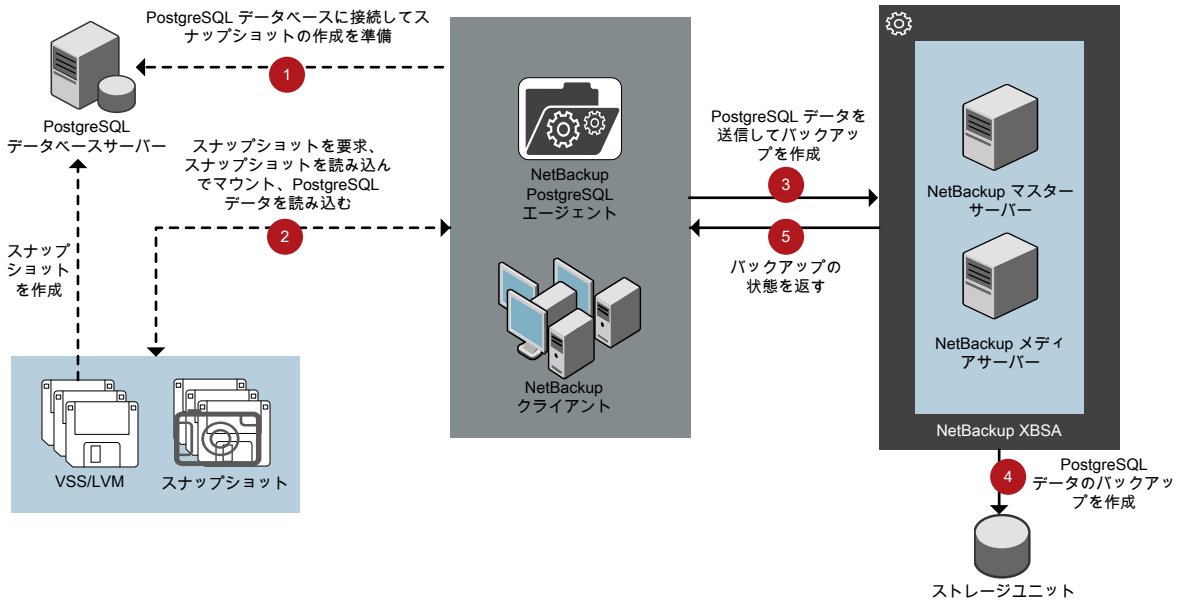 PostgreSQL データベースに接続してス
ナップショットの作成を準備
1
PostgreSQL
データベースサーバー
スナップショットを要求、
スナップショットを読み込ん
でマウント、PostgreSQL
データを読み込む
2
スナップ
ショット
を作成
VSS/LVM
スナップショット
NetBackup
PostgreSQL
エージェント
NetBackup
クライアント
PostgreSQL データを
送信してバックアッ
プを作成
3
5
バックアップの
状態を返す
NetBackup マスター
サーバー
NetBackup メディ
アサーバー
NetBackup XBSA
4
PostgreSQL
データのバックアッ
プを作成
ストレージユニット